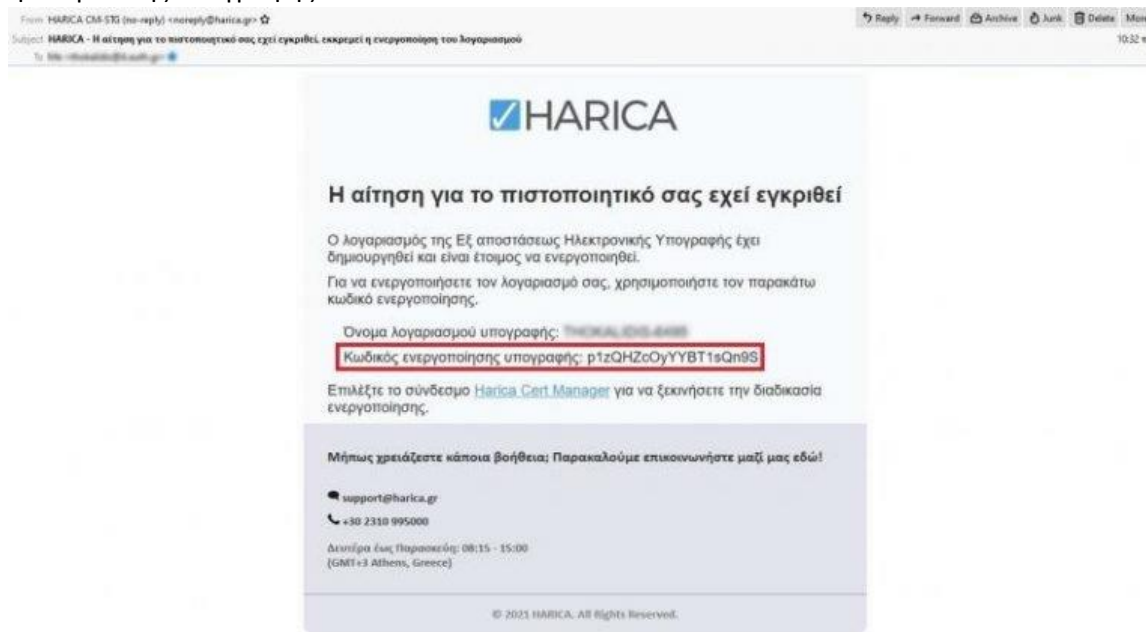 From HARICA CM-STG (no-reply) <noreply@harica.gr>
Reply Forward Archive Junk Delete More
Subject HARICA - Η αίτηση για το πιστοποιητικό σας εχεί εγκριθεί, εκκρεμεί η ενεργοποίηση του λογαριασμού
10:32
To Me
HARICA
Η αίτηση για το πιστοποιητικό σας εχεί εγκριθεί
Ο λογαριασμός της Εξ αποστάσεως Ηλεκτρονικής Υπογραφής έχει
δημιουργηθεί και είναι έτοιμος να ενεργοποιηθεί.
Για να ενεργοποιήσετε τον λογαριασμό σας, χρησιμοποιήστε τον παρακάτω
κωδικό ενεργοποίησης.
Όνομα λογαριασμού υπογραφής:
Κωδικός ενεργοποίησης υπογραφής: p1zQHZcOyYYBT1sQn9S
Επιλέξτε το σύνδεσμο Harica Cert Manager για να ξεκινήσετε την διαδικασία
ενεργοποίησης.
Μήπως χρειάζεστε κάποια βοήθεια; Παρακαλούμε επικοινωνήστε μαζί μας εδώ!
support@harica.gr
+30 2310 995000
Δευτέρα έως Παρασκεύη: 08:15 - 15:00
(GMT+3 Athens, Greece)
© 2021 HARICA. All Rights Reserved.